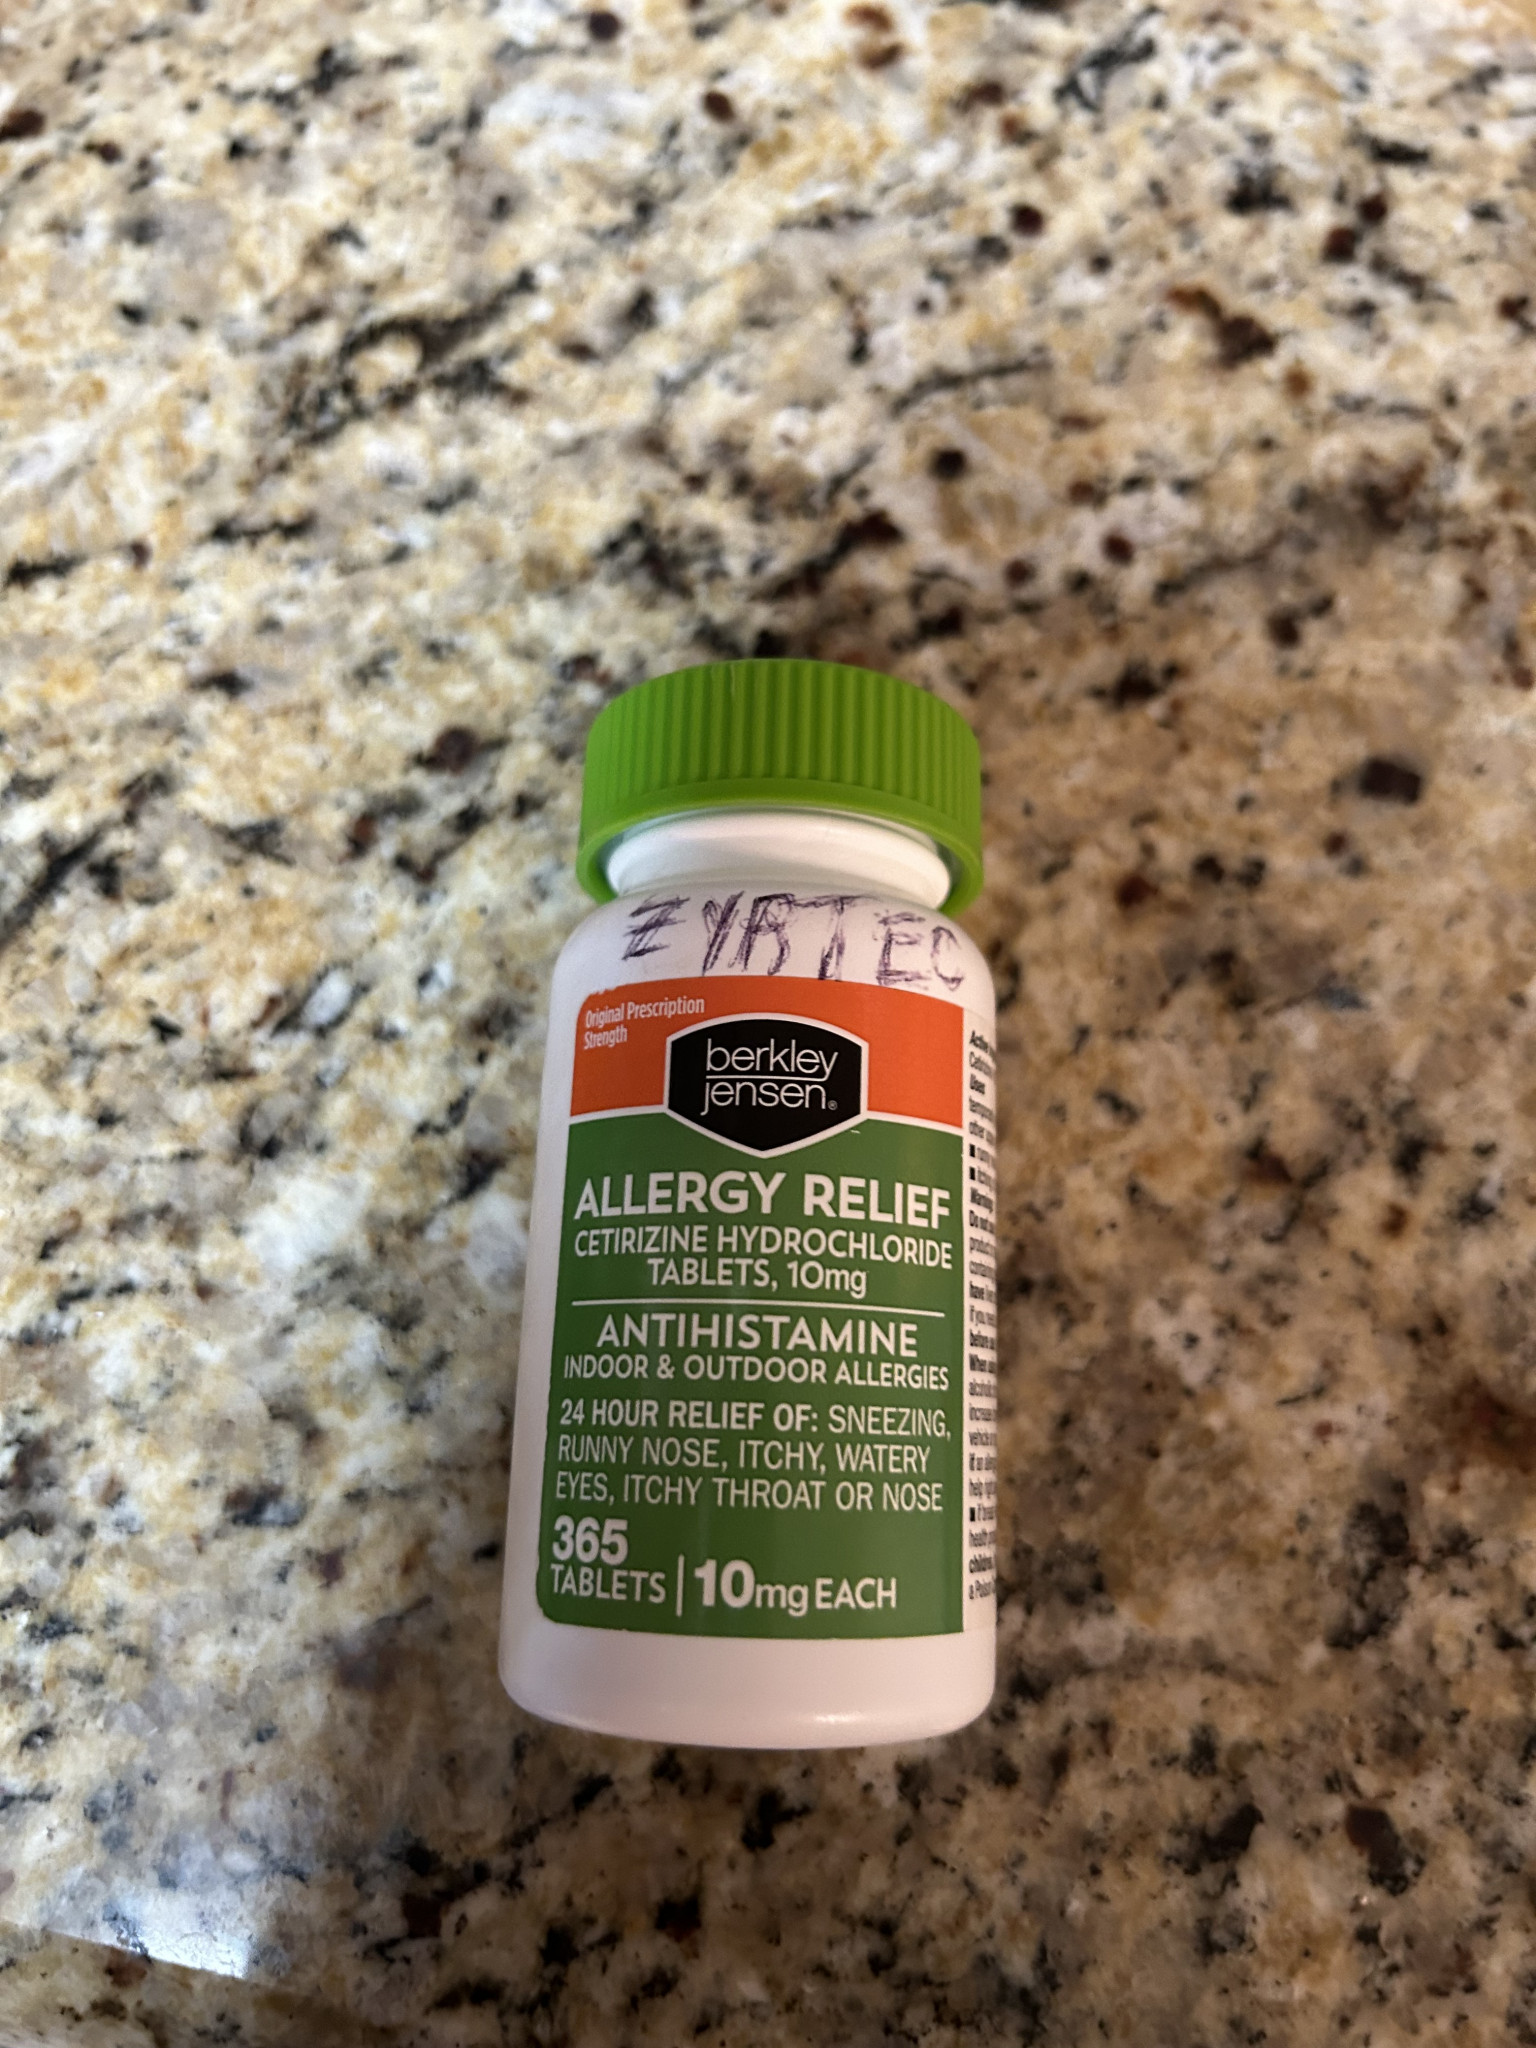 ZYRTEC
Original Prescription
Strength
berkley
jensen®
ALLERGY RELIEF
CETIRIZINE HYDROCHLORIDE
TABLETS, 10mg
ANTIHISTAMINE
INDOOR & OUTDOOR ALLERGIES
24 HOUR RELIEF OF: SNEEZING,
RUNNY NOSE, ITCHY, WATERY
EYES, ITCHY THROAT OR NOSE
365
TABLETS | 10mg EACH